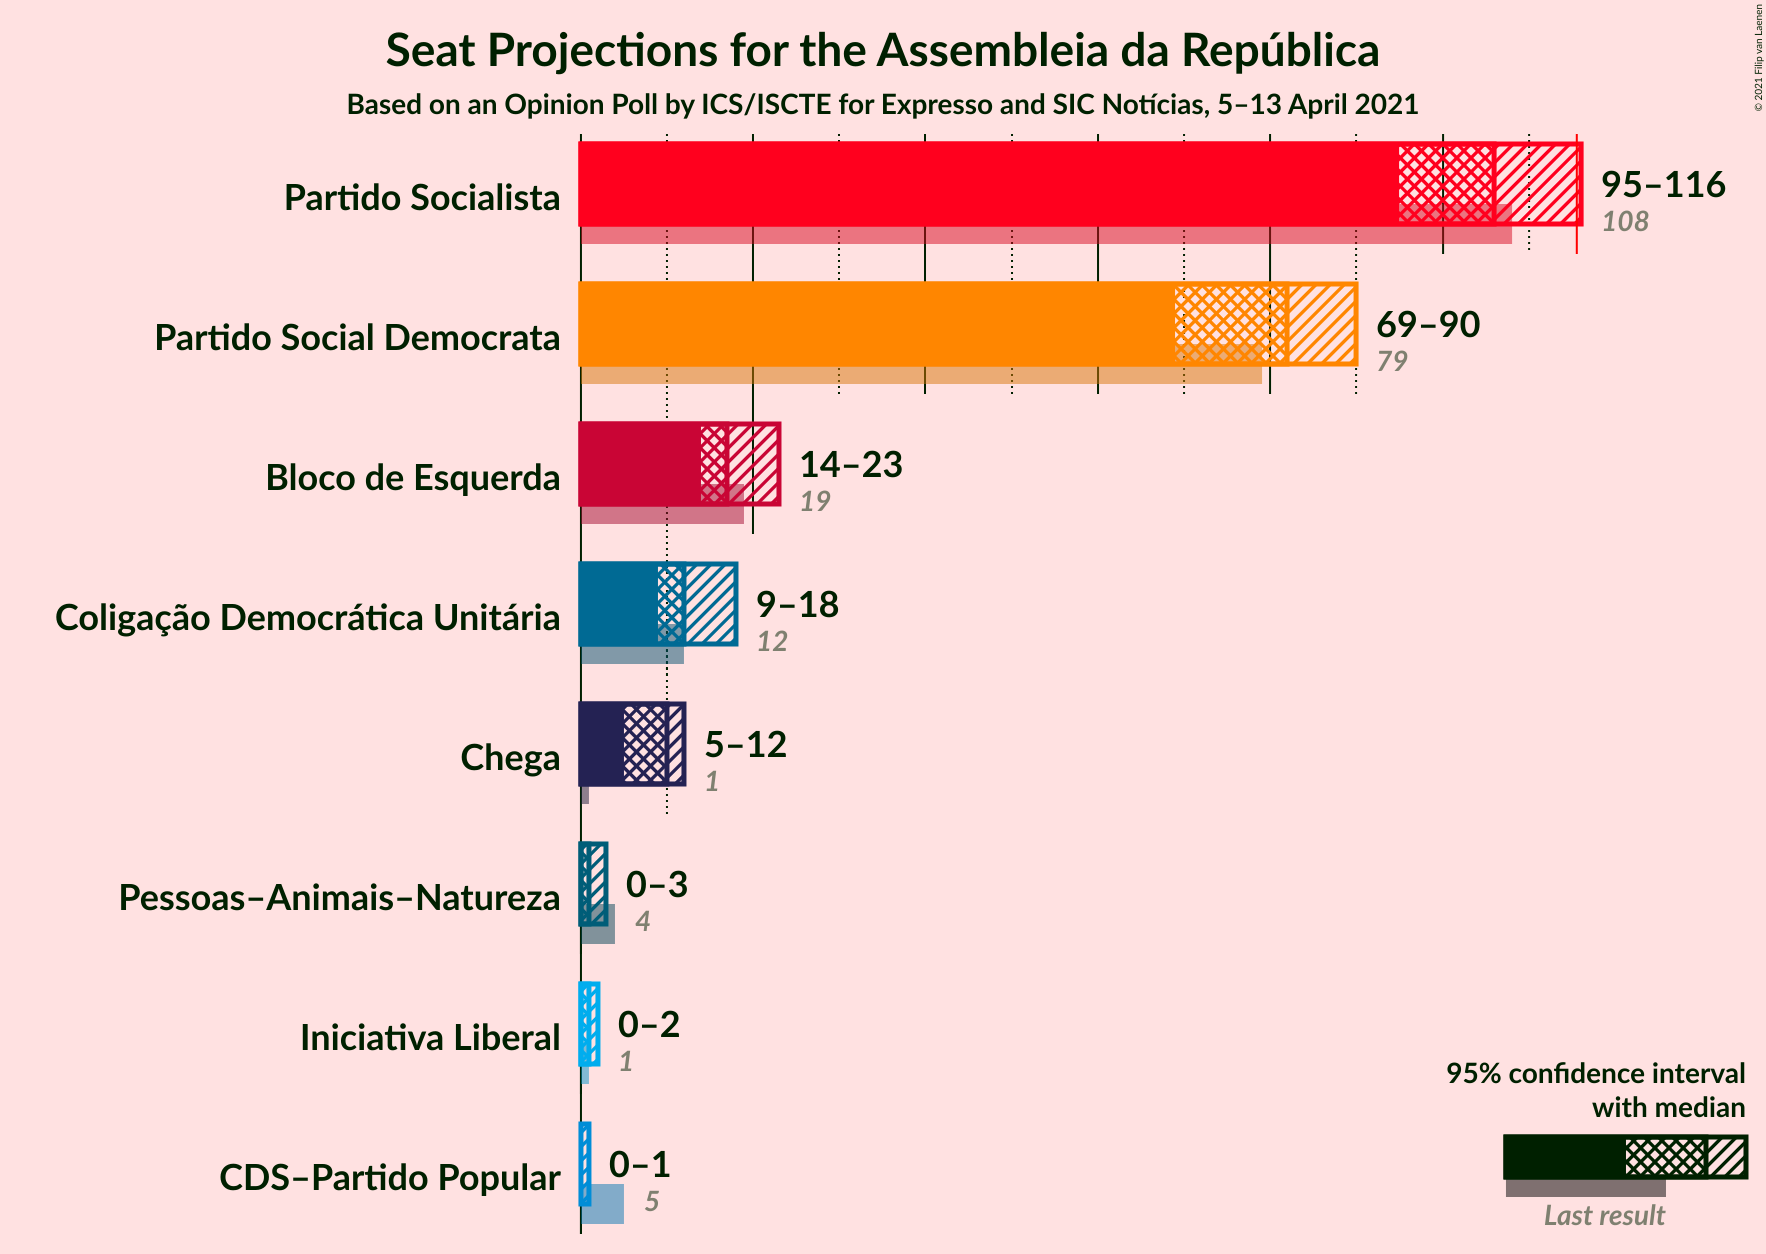 Seat Projections for the Assembleia da República
Based on an Opinion Poll by ICS/ISCTE for Expresso and SIC Notícias, 5–13 April 2021
© 2021 Filip van Laenen
Partido Socialista
95–116
108
Partido Social Democrata
69–90
79
Bloco de Esquerda
14–23
19
Coligação Democrática Unitária
9–18
12
Chega
5–12
1
Pessoas–Animais–Natureza
0–3
4
Iniciativa Liberal
0–2
1
CDS–Partido Popular
0–1
5
95% confidence interval
with median
Last result